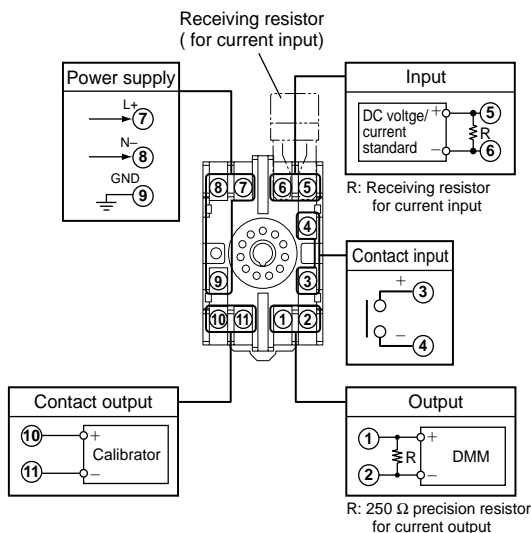 Receiving resistor
( for current input)
Power supply
L+
7
N–
8
GND
9
Input
DC voltge/
current
standard
+
–
5
R
6
R: Receiving resistor
for current input
8 7 6 5
4
9 3
10 11 1 2
Contact input
+
3
–
4
Contact output
10
+
Calibrator
11
–
Output
1
+
R
DMM
2
–
R: 250 Ω precision resistor
for current output